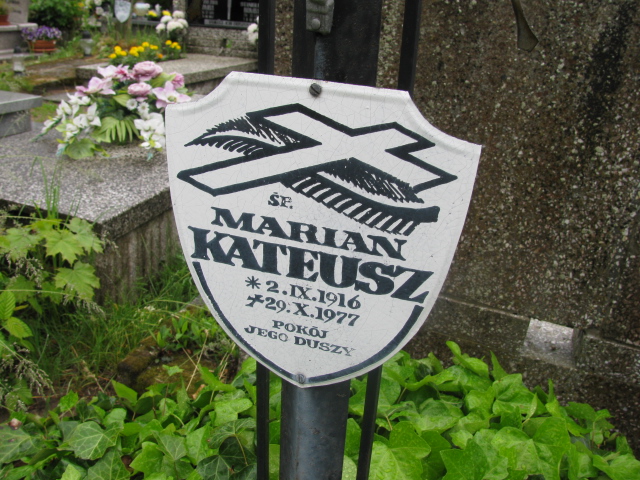 ŚP.
MARIAN
KATEUSZ
* 2.IX.1916
✝ 29.X.1977
POKÓJ
JEGO DUSZY